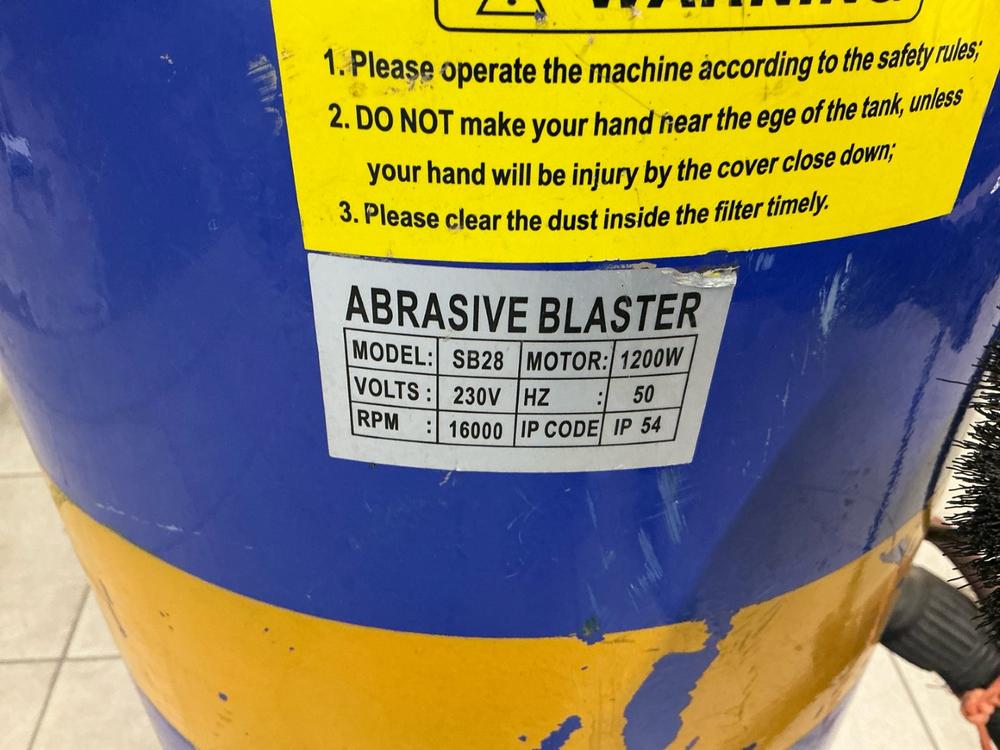 WARNING
1. Please operate the machine according to the safety rules;
2. DO NOT make your hand near the ege of the tank, unless
your hand will be injury by the cover close down;
3. Please clear the dust inside the filter timely.
ABRASIVE BLASTER
MODEL: SB28 MOTOR: 1200W
VOLTS : 230V HZ : 50
RPM : 16000 IP CODE IP 54